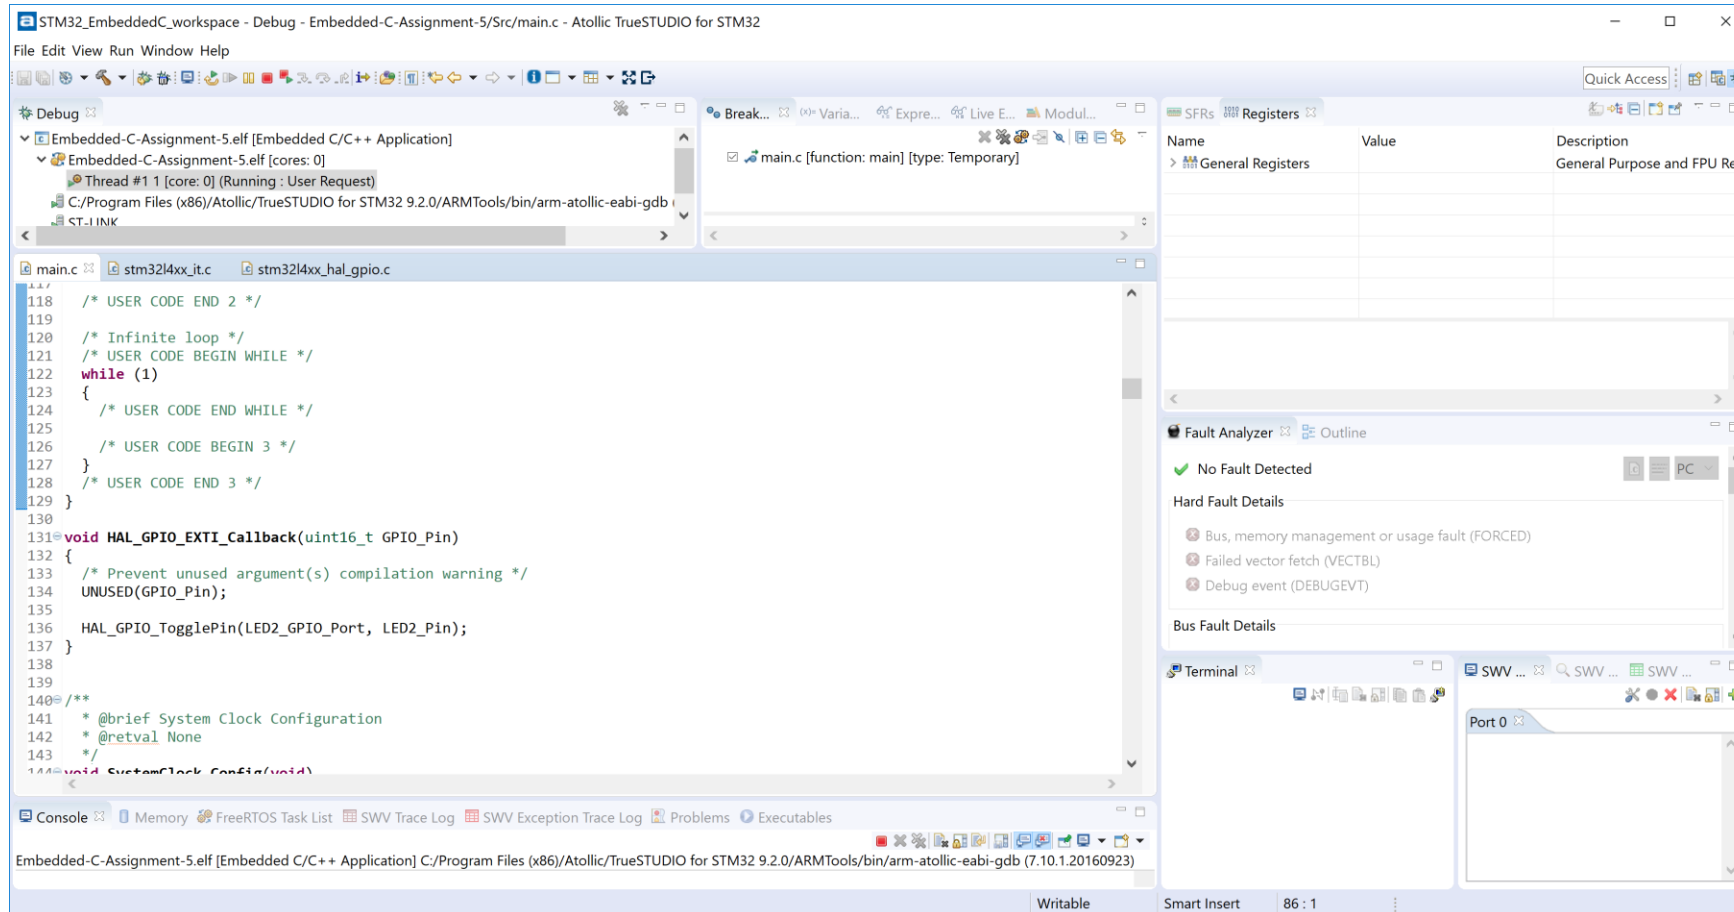 STM32_EmbeddedC_workspace - Debug - Embedded-C-Assignment-5/Src/main.c - Atollic TrueSTUDIO for STM32
File Edit View Run Window Help
Quick Access
Debug
Embedded-C-Assignment-5.elf [Embedded C/C++ Application]
Embedded-C-Assignment-5.elf [cores: 0]
Thread #1 1 [core: 0] (Running : User Request)
C:/Program Files (x86)/Atollic/TrueSTUDIO for STM32 9.2.0/ARMTools/bin/arm-atollic-eabi-gdb (
ST-LINK
Break... Varia... Expre... Live E... Modul...
main.c [function: main] [type: Temporary]
SFRs Registers
Name Value Description
General Registers General Purpose and FPU Re
main.c stm32l4xx_it.c stm32l4xx_hal_gpio.c
117
118 /* USER CODE END 2 */
119
120 /* Infinite loop */
121 /* USER CODE BEGIN WHILE */
122 while (1)
123 {
124 /* USER CODE END WHILE */
125
126 /* USER CODE BEGIN 3 */
127 }
128 /* USER CODE END 3 */
129 }
130
131 void HAL_GPIO_EXTI_Callback(uint16_t GPIO_Pin)
132 {
133 /* Prevent unused argument(s) compilation warning */
134 UNUSED(GPIO_Pin);
135
136 HAL_GPIO_TogglePin(LED2_GPIO_Port, LED2_Pin);
137 }
138
139
140 /**
141 * @brief System Clock Configuration
142 * @retval None
143 */
144 void SystemClock_Config(void)
Fault Analyzer Outline
No Fault Detected
PC
Hard Fault Details
Bus, memory management or usage fault (FORCED)
Failed vector fetch (VECTBL)
Debug event (DEBUGEVT)
Bus Fault Details
Terminal
SWV ... SWV ... SWV ...
Port 0
Console Memory FreeRTOS Task List SWV Trace Log SWV Exception Trace Log Problems Executables
Embedded-C-Assignment-5.elf [Embedded C/C++ Application] C:/Program Files (x86)/Atollic/TrueSTUDIO for STM32 9.2.0/ARMTools/bin/arm-atollic-eabi-gdb (7.10.1.20160923)
Writable Smart Insert 86 : 1